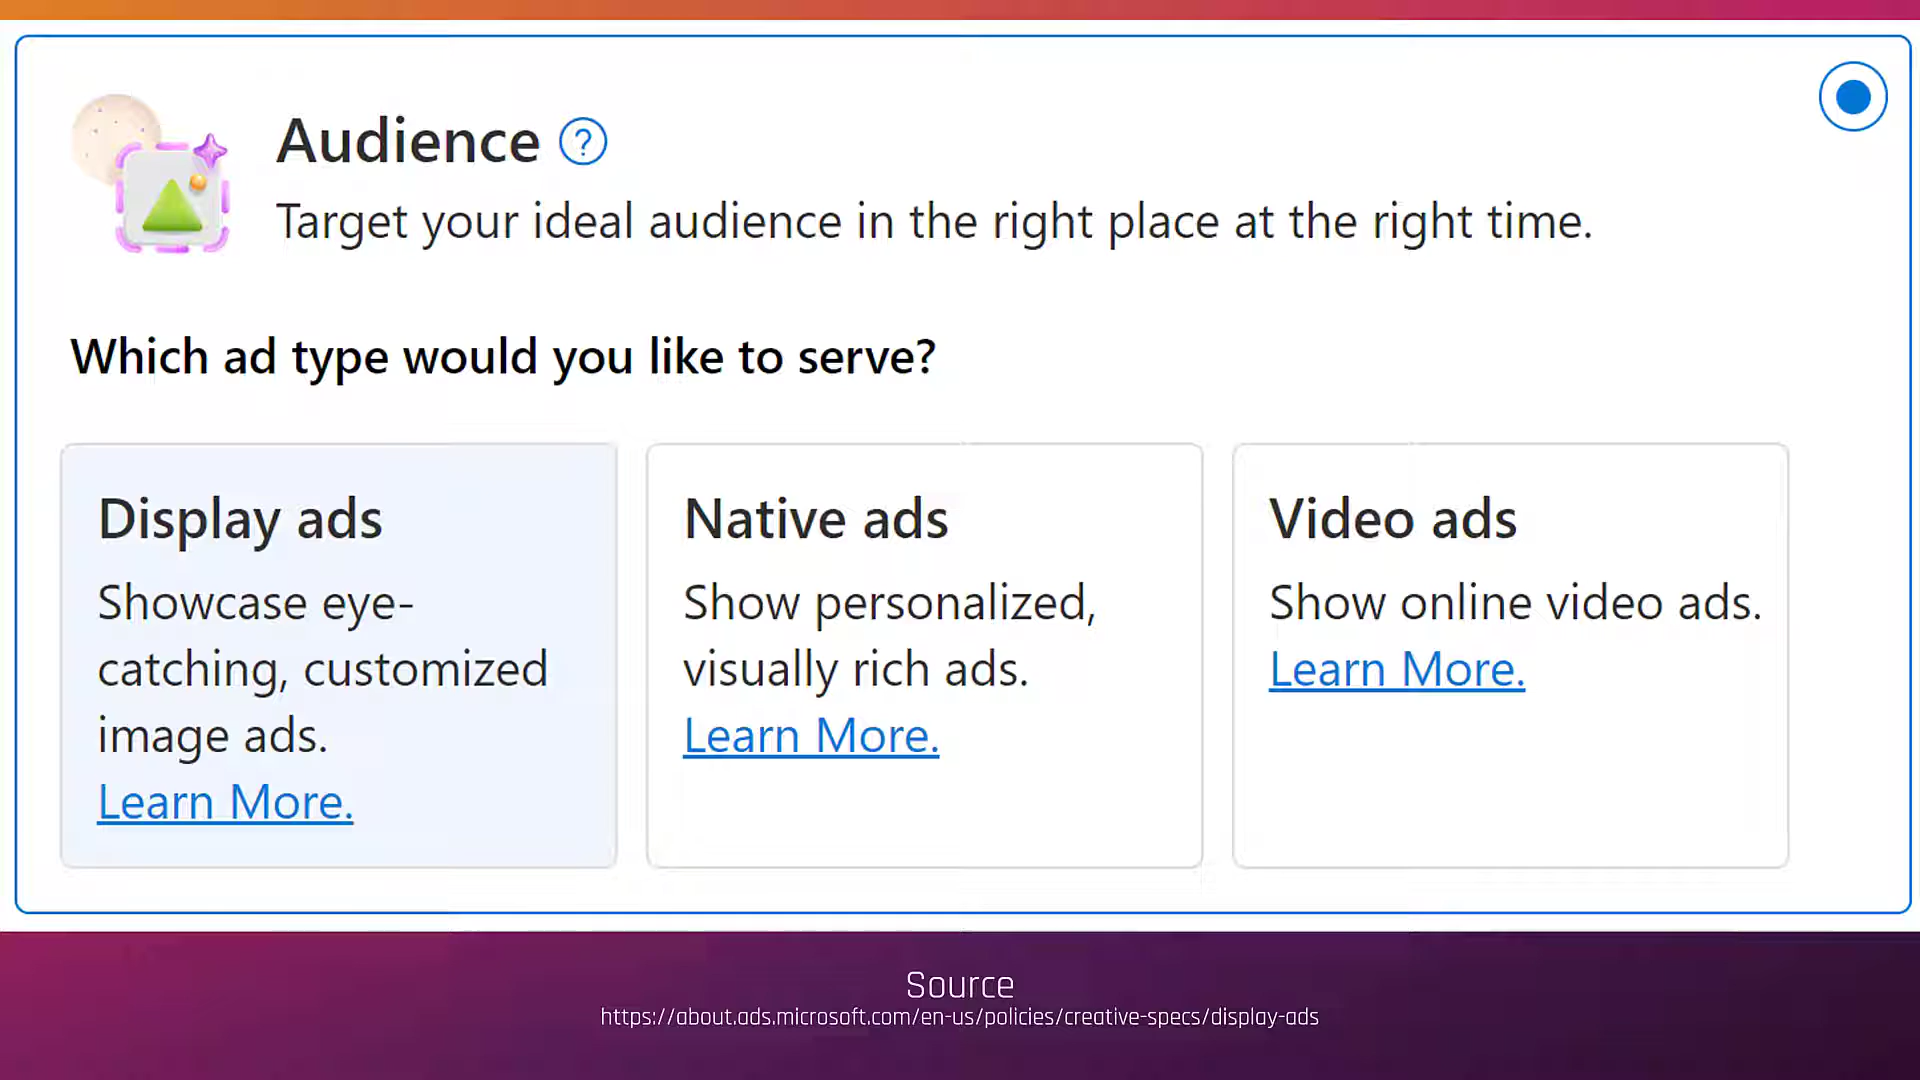 Audience ?
Target your ideal audience in the right place at the right time.
Which ad type would you like to serve?
Display ads
Showcase eye-
catching, customized
image ads.
Learn More.
Native ads
Show personalized,
visually rich ads.
Learn More.
Video ads
Show online video ads.
Learn More.
Source
https://about.ads.microsoft.com/en-us/policies/creative-specs/display-ads